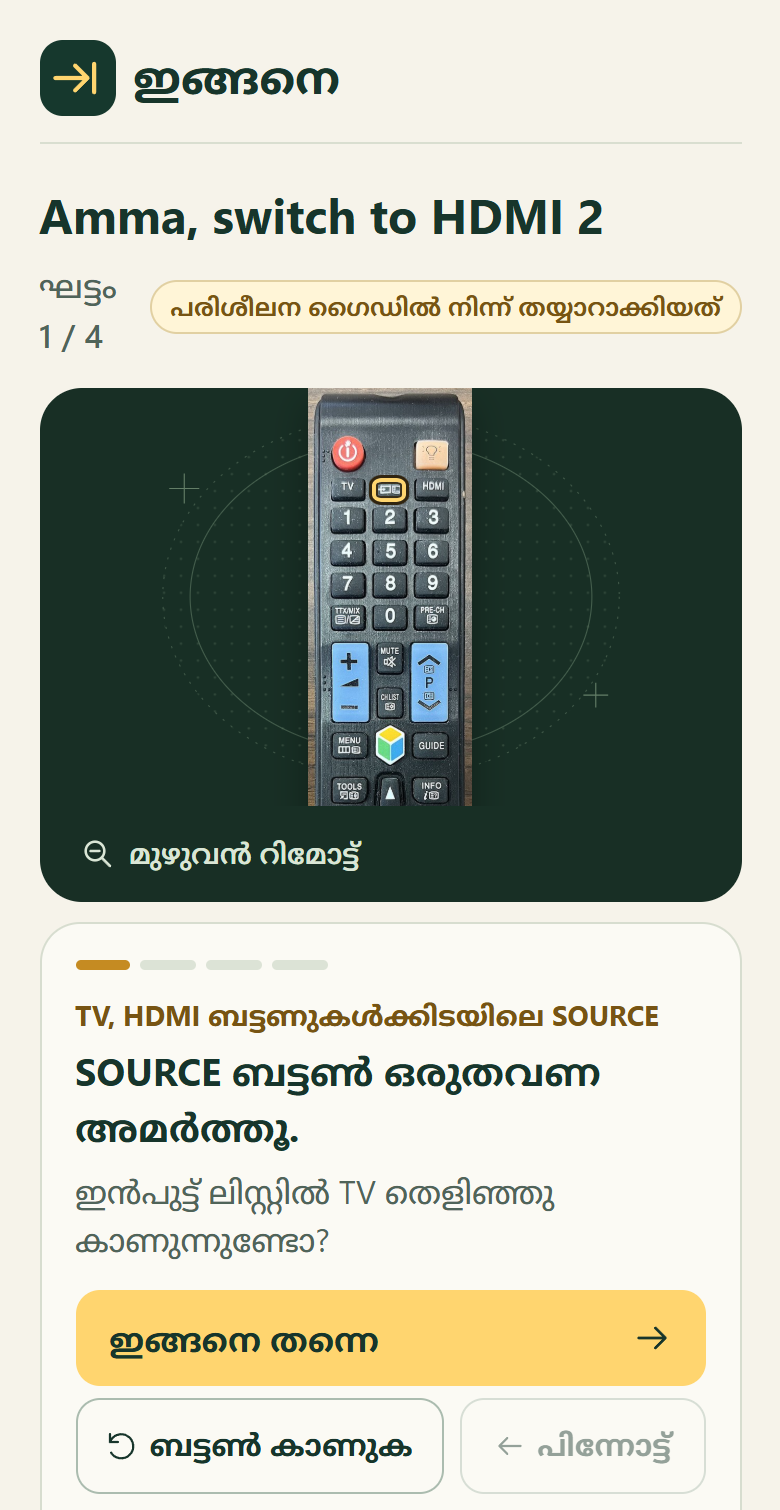 ഇങ്ങനെ
Amma, switch to HDMI 2
ഘട്ടം
1 / 4
പരിശീലന ഗൈഡിൽ നിന്ന് തയ്യാറാക്കിയത്
TV HDMI
1 2 3
4 5 6
7 8 9
TTX/MIX 0 PRE-CH
MUTE
P
CH LIST
MENU GUIDE
TOOLS INFO
മുഴുവൻ റിമോട്ട്
TV, HDMI ബട്ടണുകൾക്കിടയിലെ SOURCE
SOURCE ബട്ടൺ ഒരുതവണ
അമർത്തൂ.
ഇൻപുട്ട് ലിസ്റ്റിൽ TV തെളിഞ്ഞു
കാണുന്നുണ്ടോ?
ഇങ്ങനെ തന്നെ
ബട്ടൺ കാണുക
പിന്നോട്ട്